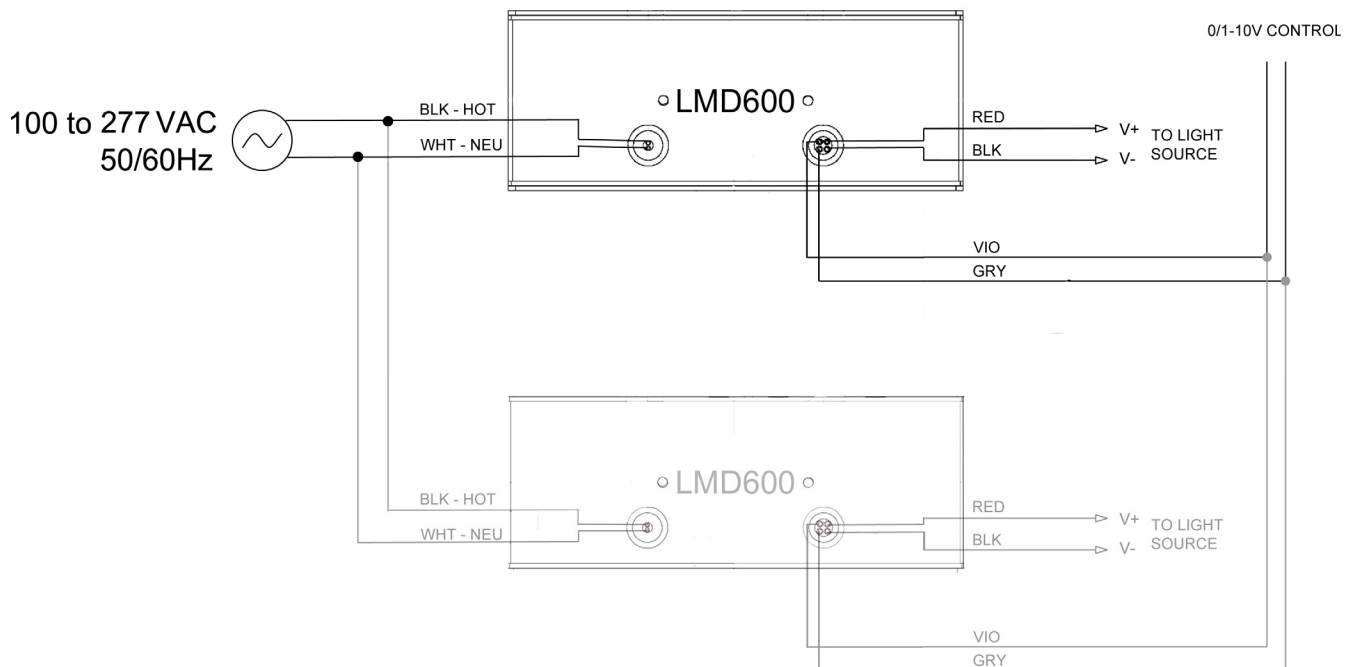 0/1-10V CONTROL
LMD600
100 to 277 VAC
50/60Hz
BLK - HOT
WHT - NEU
RED
BLK
V+
V-
TO LIGHT
SOURCE
VIO
GRY
LMD600
BLK - HOT
WHT - NEU
RED
BLK
V+
V-
TO LIGHT
SOURCE
VIO
GRY